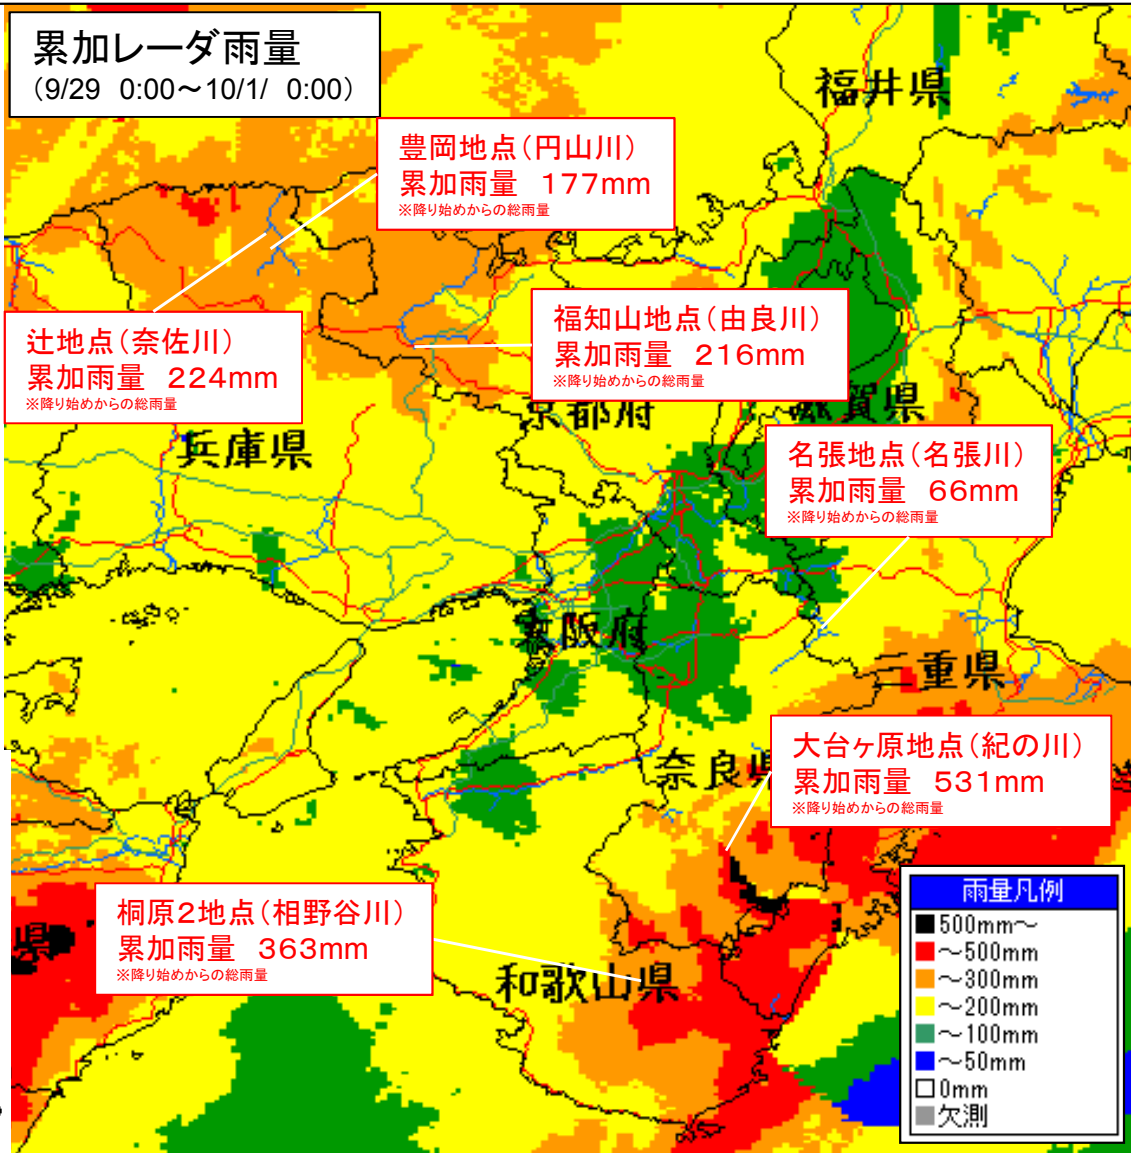 累加レーダ雨量
(9/29 0:00～10/1/ 0:00)
福井県
豊岡地点(円山川)
累加雨量 177mm
※降り始めからの総雨量
辻地点(奈佐川)
累加雨量 224mm
※降り始めからの総雨量
福知山地点(由良川)
累加雨量 216mm
※降り始めからの総雨量
京都府
滋賀県
兵庫県
名張地点(名張川)
累加雨量 66mm
※降り始めからの総雨量
大阪府
三重県
奈良県
大台ヶ原地点(紀の川)
累加雨量 531mm
※降り始めからの総雨量
桐原2地点(相野谷川)
累加雨量 363mm
※降り始めからの総雨量
県
和歌山県
雨量凡例
500mm～
～500mm
～300mm
～200mm
～100mm
～50mm
0mm
欠測